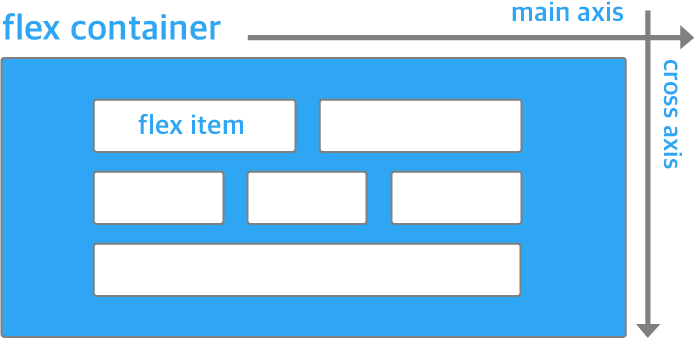 main axis
flex container
cross axis
flex item